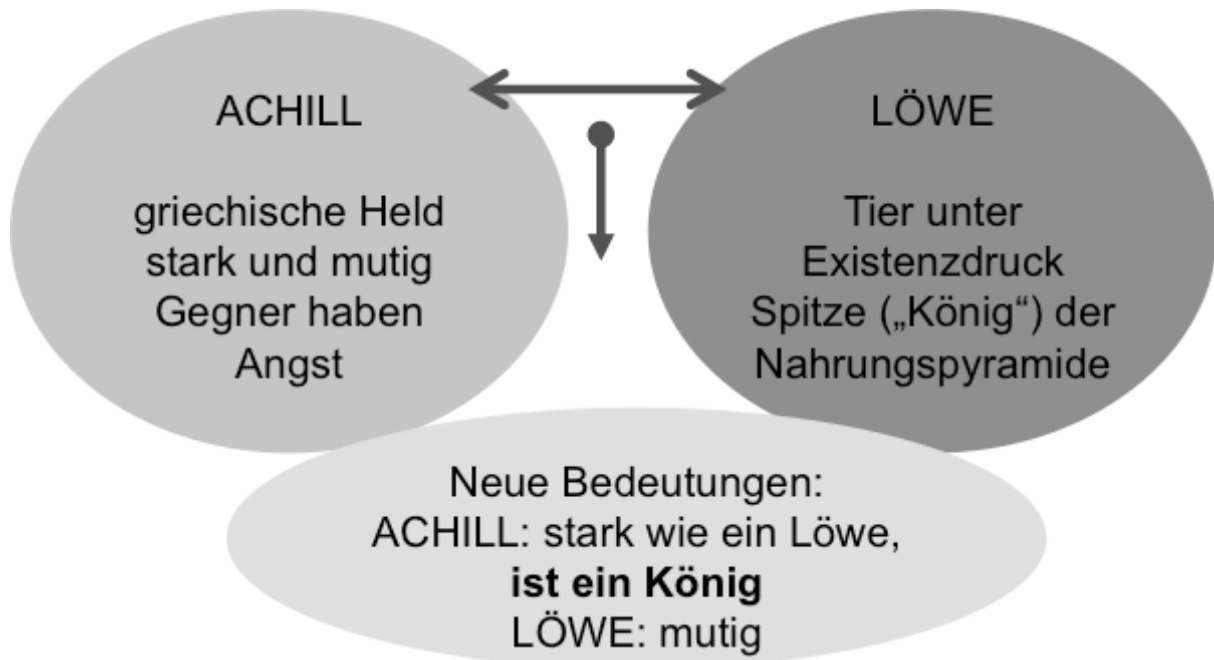 ACHILL
griechische Held
stark und mutig
Gegner haben
Angst
LÖWE
Tier unter
Existenzdruck
Spitze („König“) der
Nahrungspyramide
Neue Bedeutungen:
ACHILL: stark wie ein Löwe,
ist ein König
LÖWE: mutig